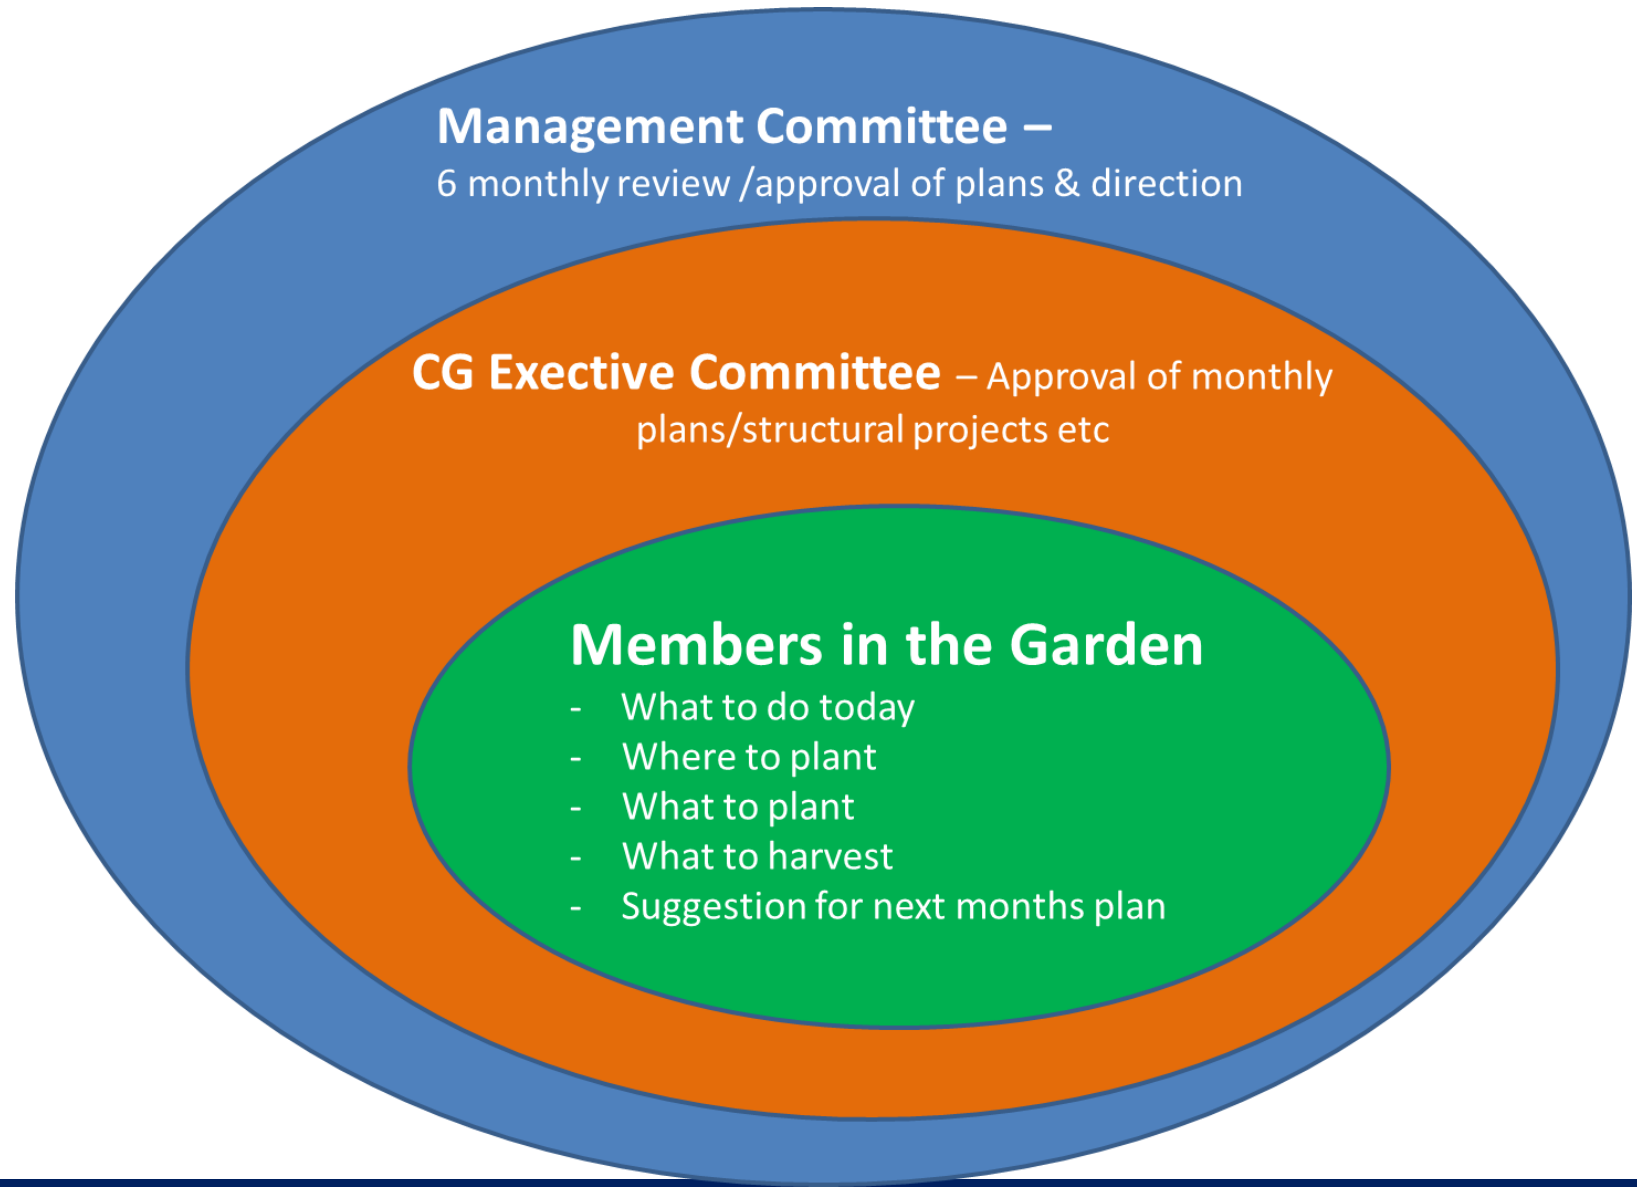 Management Committee –
6 monthly review /approval of plans & direction
CG Exective Committee – Approval of monthly
plans/structural projects etc
Members in the Garden
- What to do today
- Where to plant
- What to plant
- What to harvest
- Suggestion for next months plan